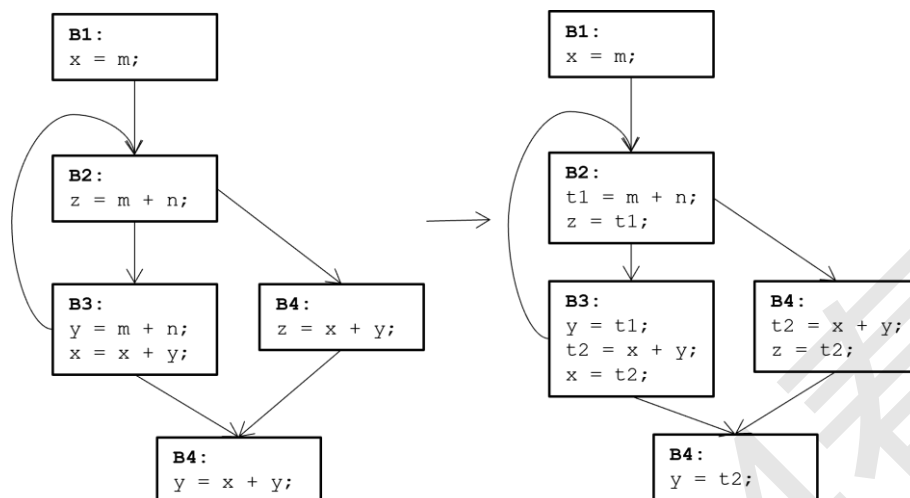 B1:
x = m;
B2:
z = m + n;
B3:
y = m + n;
x = x + y;
B4:
z = x + y;
B4:
y = x + y;
B1:
x = m;
B2:
t1 = m + n;
z = t1;
B3:
y = t1;
t2 = x + y;
x = t2;
B4:
t2 = x + y;
z = t2;
B4:
y = t2;